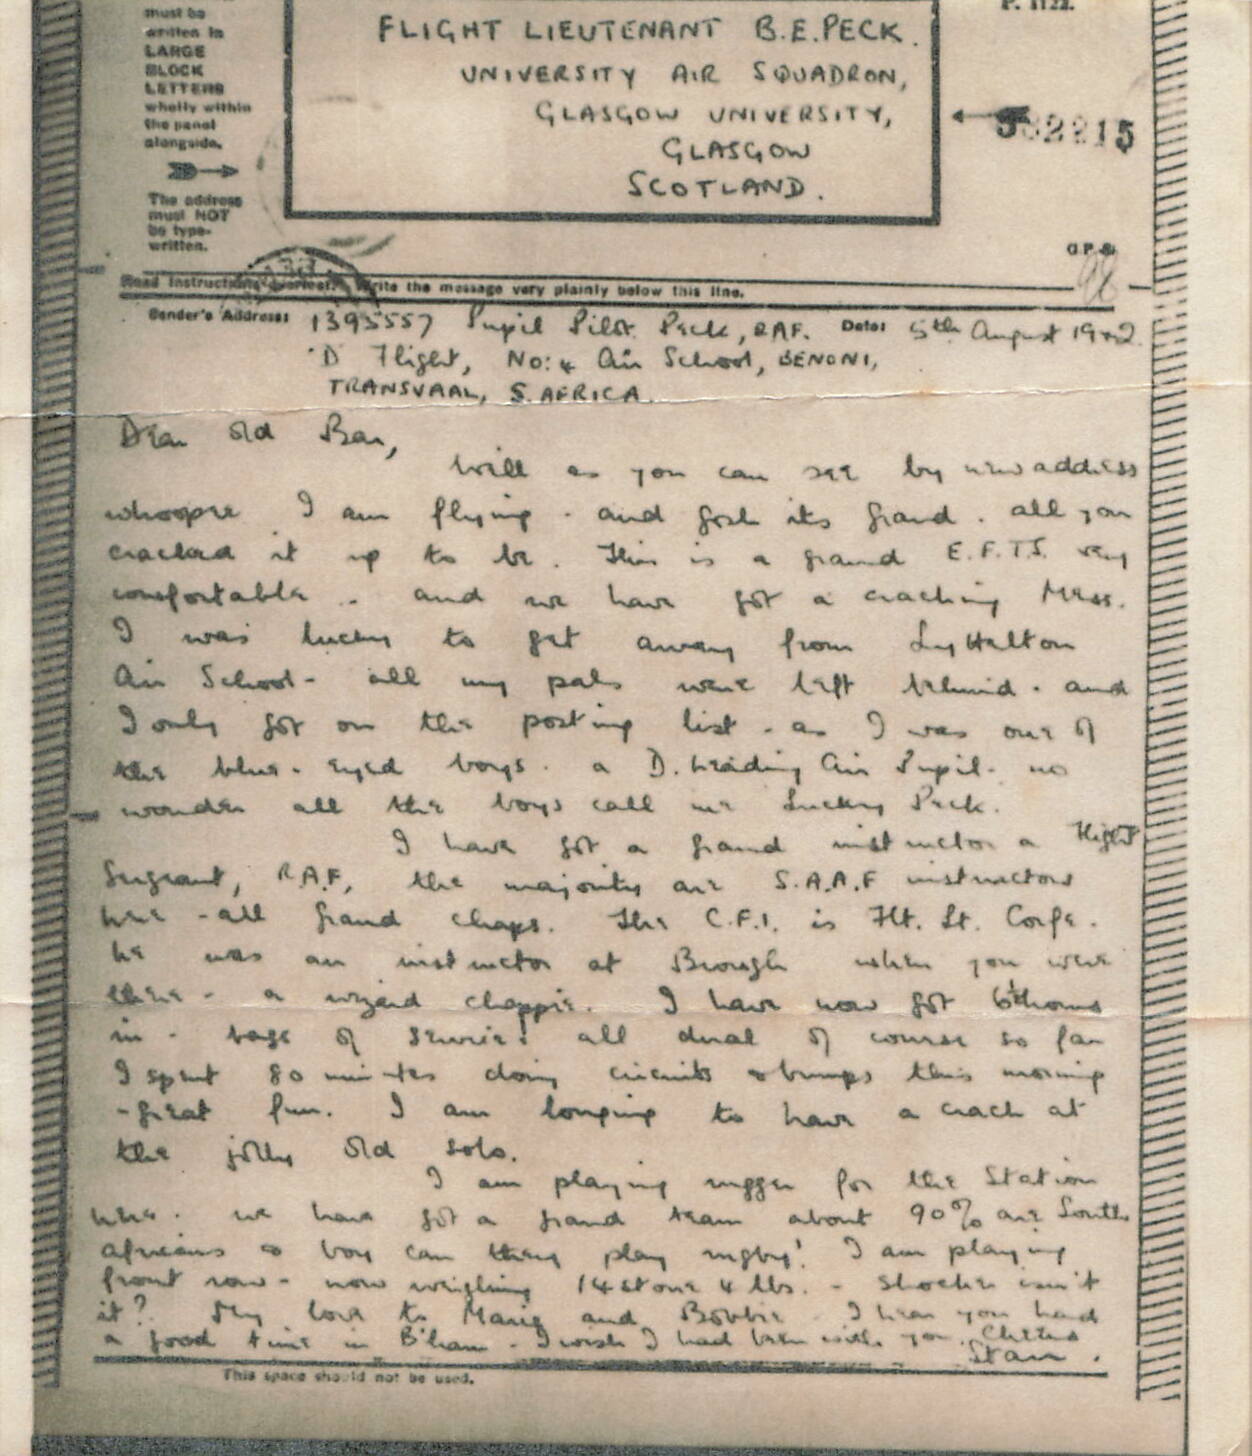 must be
written in
LARGE
BLOCK
LETTERS
wholly within
the panel
alongside.
The address
must NOT
be type-
written.
FLIGHT LIEUTENANT B.E.PECK.
UNIVERSITY AIR SQUADRON,
GLASGOW UNIVERSITY,
GLASGOW
SCOTLAND.
P. 1122.
332215
Read instructions overleaf. Write the message very plainly below this line.
Sender's Address: 1395557 Pupil Pilot Peck, RAF. Date: 5th August 1942.
'D' Flight, No: 4 Air School, BENONI,
TRANSVAAL, S. AFRICA.
Dear old Bar,
Well as you can see by new address
whoopee I am flying - and gosh its grand. all you
cracked it up to be. This is a grand E.F.T.S. very
comfortable - and we have got a cracking Mess.
I was lucky to get away from Lyttelton
Air School - all my pals were left behind - and
I only got on the posting list - as I was one of
the blue-eyed boys. a D. Leading Air Pupil - no
wonder all the boys call me Lucky Peck.
I have got a grand instructor a Flight
Sergeant, RAF, the majority are S.A.A.F instructors
here - all grand chaps. The C.F.I. is Flt. Lt. Corfe.
he was an instructor at Brough when you were
there - a wizard chappie. I have now got hours
in - bags of service! all dual of course so far
I spent 80 minutes doing circuits & bumps this morning
- great fun. I am longing to have a crack at
the jolly old solo.
I am playing rugger for the Station
here. we have got a grand team about 90% are South
africans & boy can they play rugby! I am playing
front row - now weighing 14 stone 4 lbs. - shocker isn't
it? My love to Marie and Bobbie - I hear you had
a good time in B'ham - I wish I had been with you. Cheers
Stan.
This space should not be used.